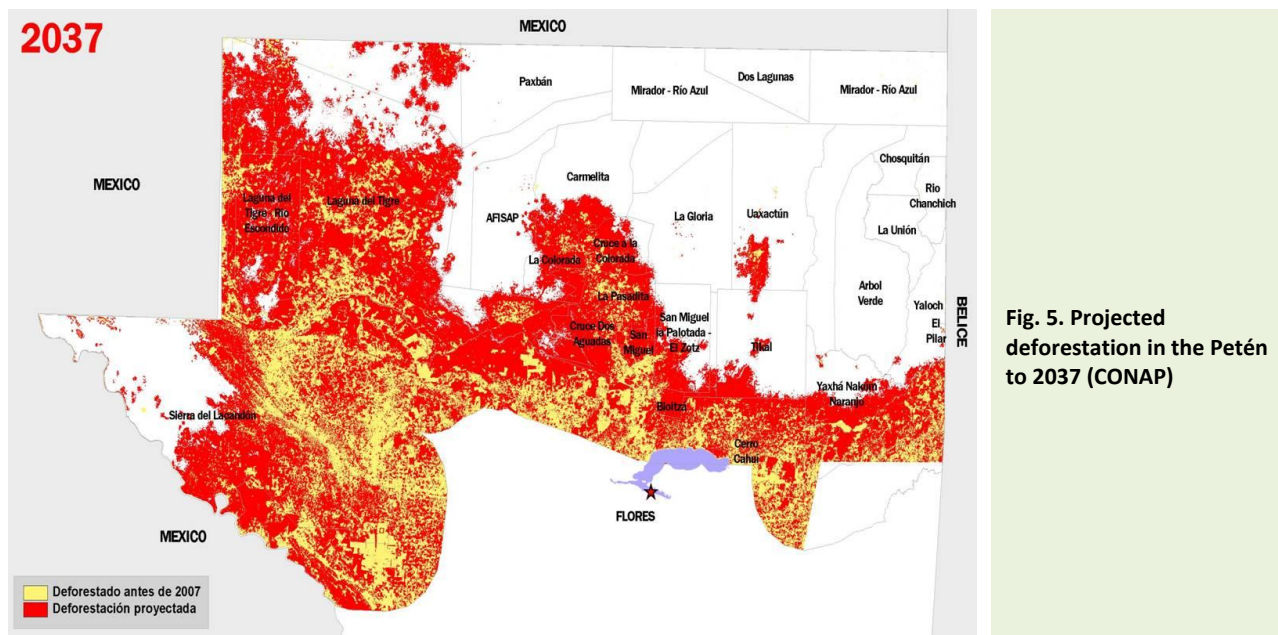 2037
MEXICO
Paxbán
Mirador - Río Azul
Dos Lagunas
Mirador - Río Azul
MEXICO
Laguna del
Tigre - Río
Escondido
Laguna del Tigre
AFISAP
Carmelita
La Colorada
Cruce a la
Colorada
La Gloria
Uaxactún
Chosquitán
Rio
Chanchich
La Unión
Arbol
Verde
Yaloch
El
Pilar
BELICE
La Pasadita
Cruce Dos
Aguadas
San
Miguel
San Miguel
la Palotada -
El Zotz
Tikal
Yaxhá Nakum
Naranjo
Bioitzá
Cerro
Cahuí
Sierra del Lacandón
FLORES
MEXICO
Deforestado antes de 2007
Deforestación proyectada
Fig. 5. Projected
deforestation in the Petén
to 2037 (CONAP)